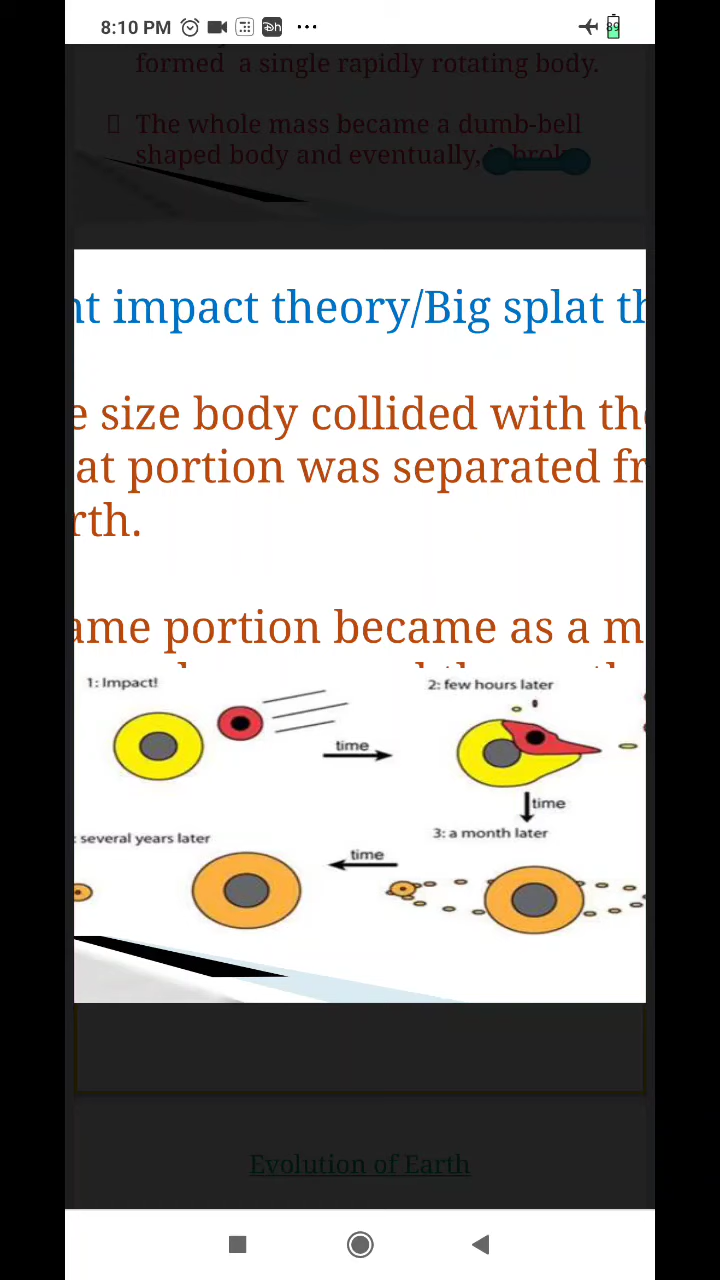 8:10 PM
89
formed a single rapidly rotating body.
The whole mass became a dumb-bell
shaped body and eventually,
nt impact theory/Big splat th
e size body collided with the
at portion was separated fr
rth.
ame portion became as a m
1: Impact!
2: few hours later
time
time
: several years later
3: a month later
time
Evolution of Earth